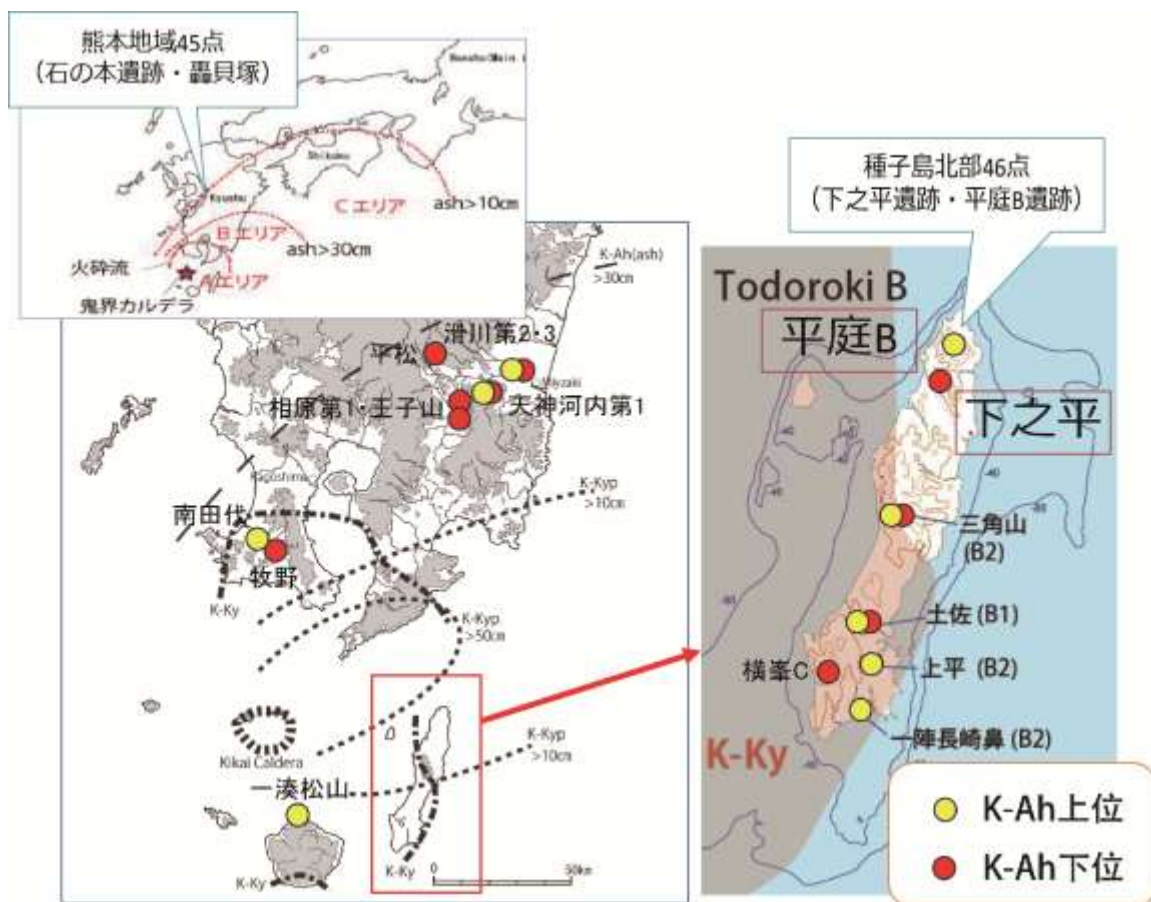 熊本地域45点
（石の本遺跡・轟貝塚）
Shikoku
Kyushu
Cエリア
ash>10cm
Bエリア
ash>30cm
火砕流
Aエリア
鬼界カルデラ
K-Ah(ash)
>30cm
滑川第2・3
平松
Miyazaki
相原第1・王子山
天神河内第1
Kagoshima
K-Kyp
>10cm
南田代
牧野
K-Ky
K-Kyp
>50cm
Kikai Caldera
K-Kyp
>10cm
一湊松山
K-Ky
K-Ky
0
50km
種子島北部46点
（下之平遺跡・平庭B遺跡）
Todoroki B
平庭B
下之平
三角山
(B2)
土佐 (B1)
横峯C
上平 (B2)
陣長崎鼻 (B2)
K-Ky
K-Ah上位
K-Ah下位